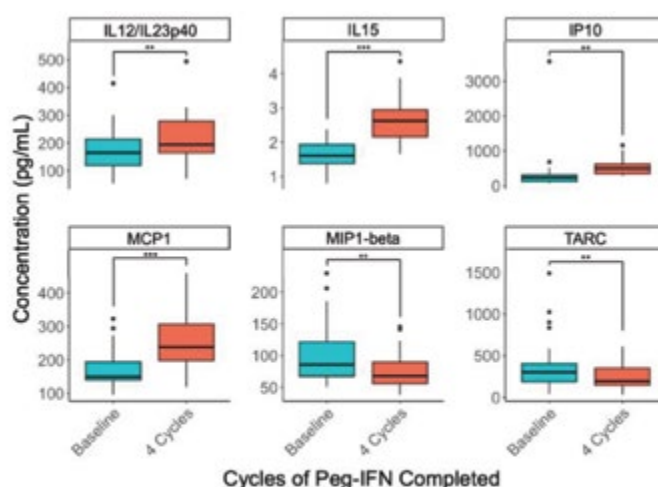 IL12/IL23p40 IL15 IP10
** *** **
500 4 3000
400
300 3 2000
200 2 1000
100 1 0
Concentration (pg/mL)
MCP1 MIP1-beta TARC
*** ** **
400 200 1500
300 150 1000
200 100 500
100 50 0
Baseline 4 Cycles Baseline 4 Cycles Baseline 4 Cycles
Cycles of Peg-IFN Completed